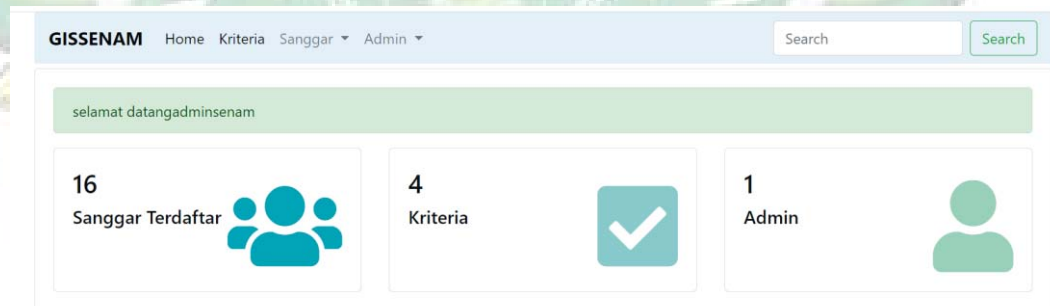 GISSENAM Home Kriteria Sanggar Admin Search Search
selamat datangadminsenam
16
Sanggar Terdaftar
4
Kriteria
1
Admin